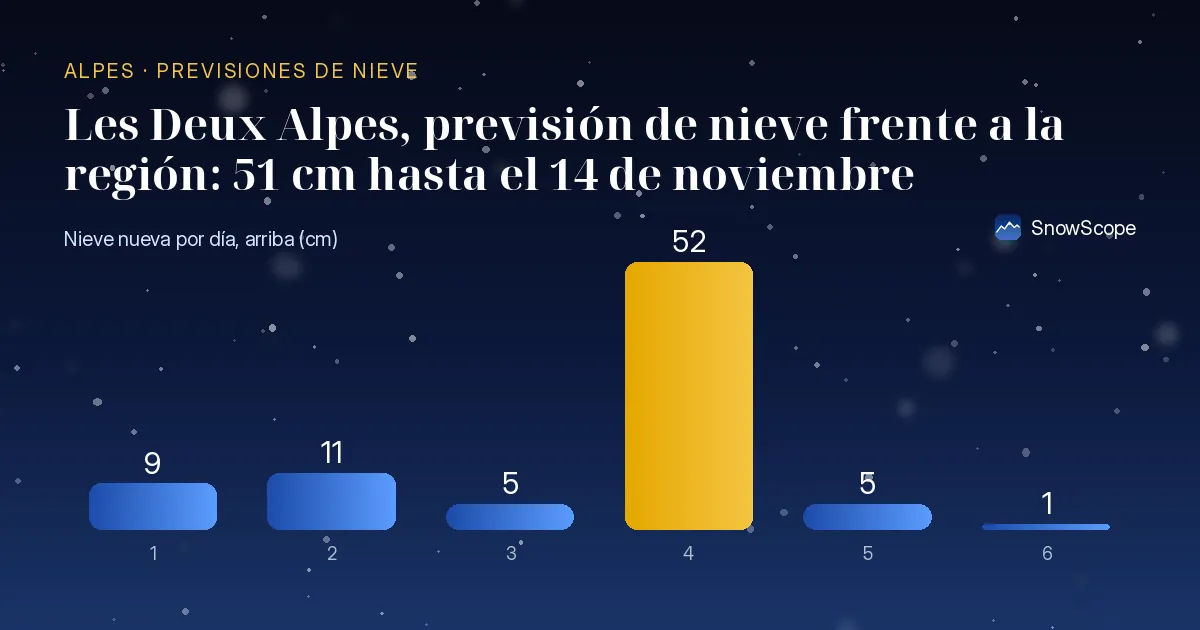 ALPES · PREVISIONES DE NIEVE
Les Deux Alpes, previsión de nieve frente a la
región: 51 cm hasta el 14 de noviembre
Nieve nueva por día, arriba (cm)
SnowScope
9
11
5
52
5
1
1
2
3
4
5
6